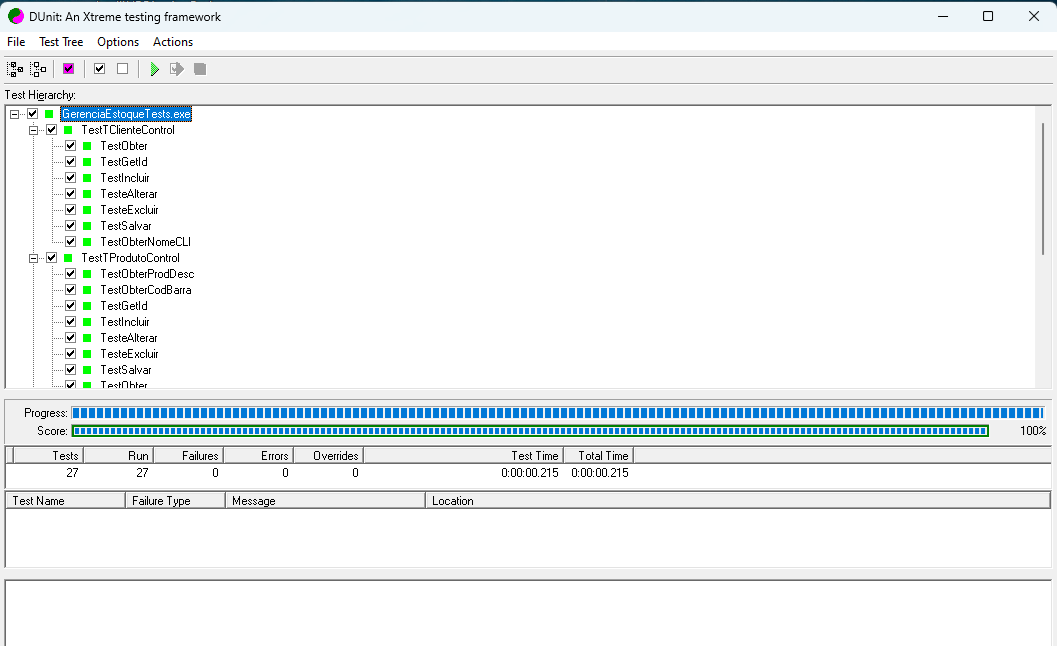 DUnit: An Xtreme testing framework
File Test Tree Options Actions
Test Hierarchy:
GerenciaEstoqueTests.exe
TestTClienteControl
TestObter
TestGetId
TestIncluir
TesteAlterar
TesteExcluir
TestSalvar
TestObterNomeCLI
TestTProdutoControl
TestObterProdDesc
TestObterCodBarra
TestGetId
TestIncluir
TesteAlterar
TesteExcluir
TestSalvar
TestObter
Progress:
Score: 100%
Tests Run Failures Errors Overrides Test Time Total Time
27 27 0 0 0 0:00:00.215 0:00:00.215
Test Name Failure Type Message Location